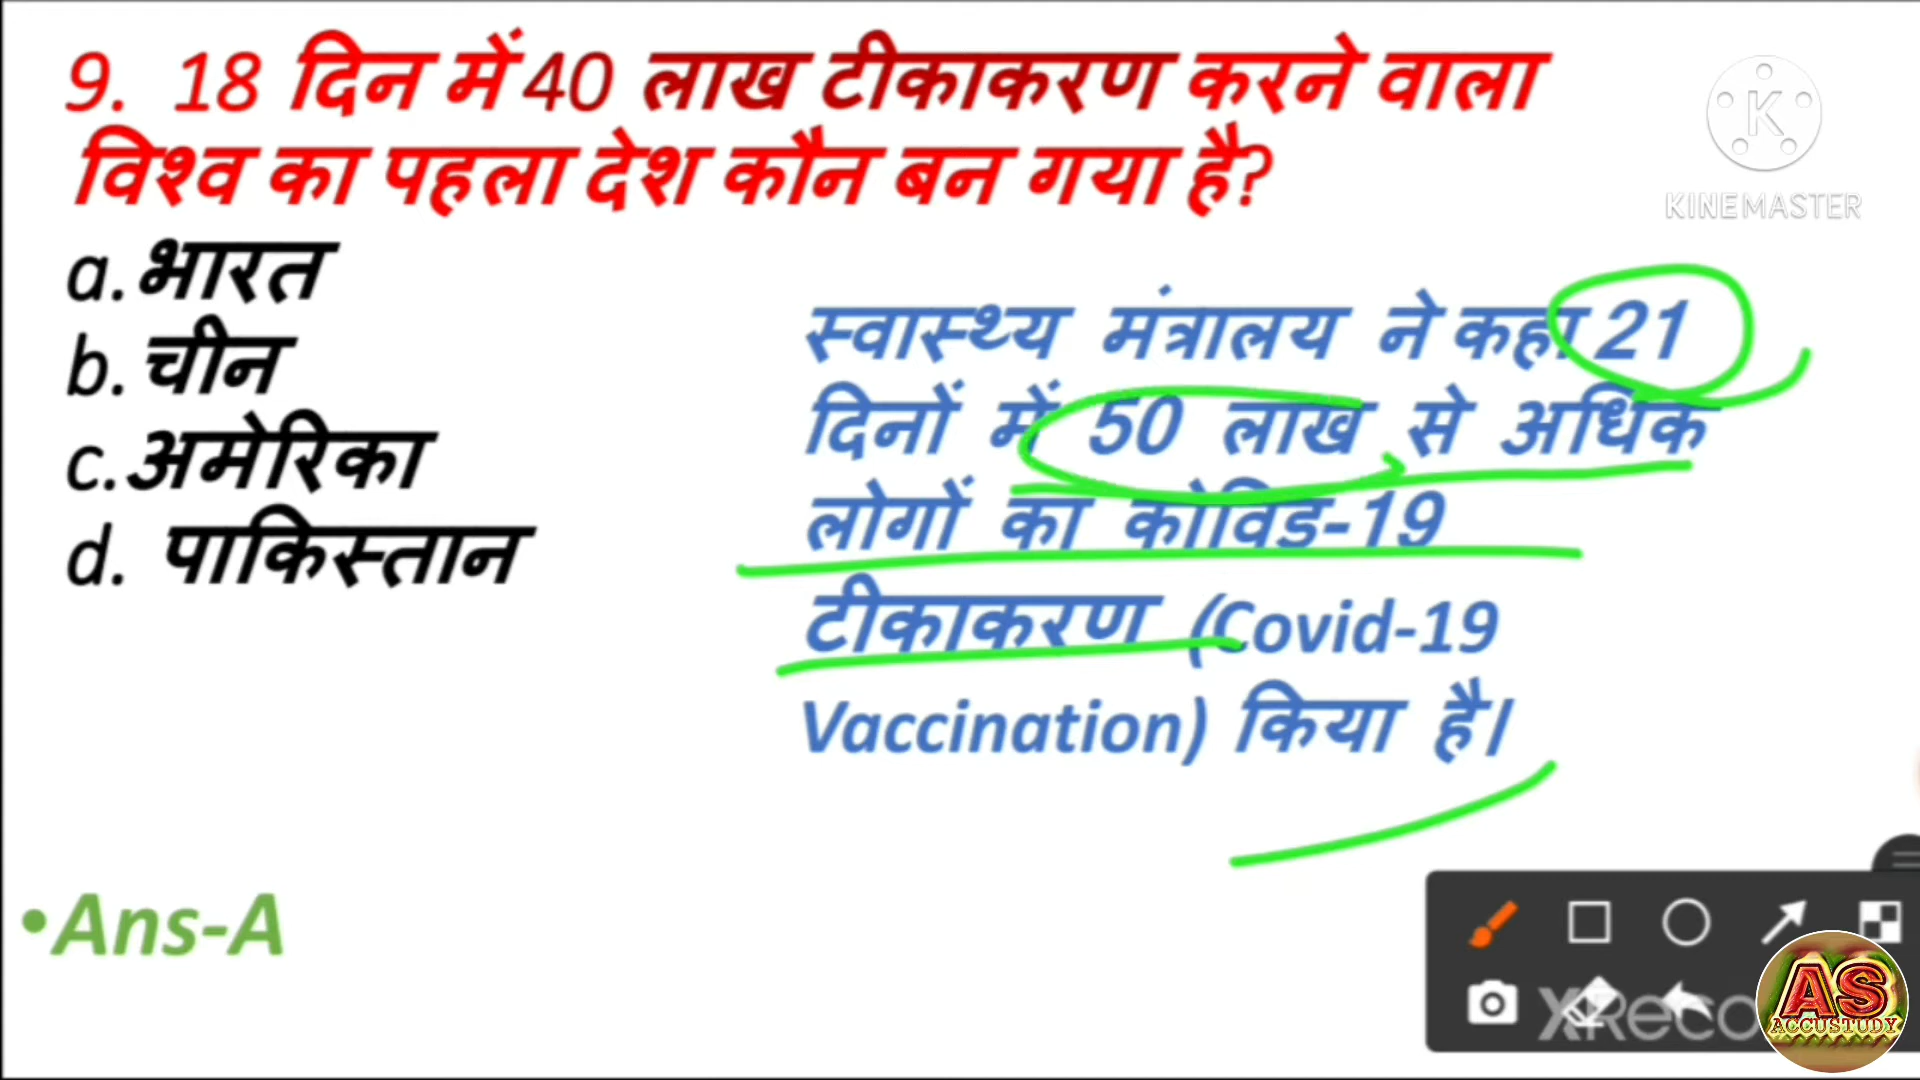 9. 18 दिन में 40 लाख टीकाकरण करने वाला
विश्व का पहला देश कौन बन गया है?
a.भारत
b. चीन
c.अमेरिका
d. पाकिस्तान
स्वास्थ्य मंत्रालय ने कहा 21
दिनों में 50 लाख से अधिक
लोगों का कोविड-19
टीकाकरण (Covid-19
Vaccination) किया है।
•Ans-A
K
KINEMASTER
XReco
AS
ACCUSTUDY